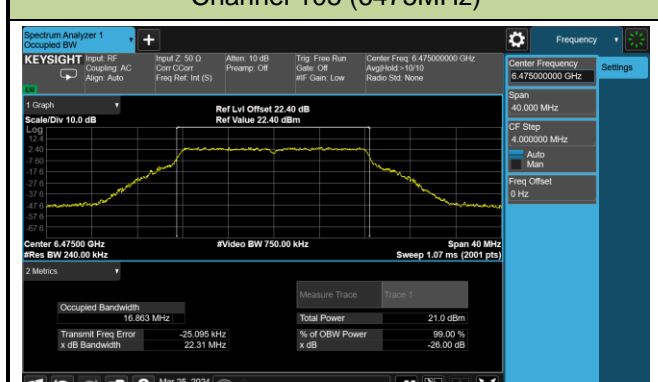 Channel 105 (6475MHz)
Spectrum Analyzer 1
Occupied BW
KEYSIGHT
Input: RF
Coupling: AC
Align: Auto
Input Z: 50 Ω
Corr CCorr
Freq Ref: Int (S)
Atten: 10 dB
Preamp: Off
Trig: Free Run
Gate: Off
#IF Gain: Low
Center Freq: 6.475000000 GHz
Avg|Hold:>10/10
Radio Std: None
Frequency
Settings
Center Frequency
6.475000000 GHz
Span
40.000 MHz
CF Step
4.000000 MHz
Auto
Man
Freq Offset
0 Hz
1 Graph
Scale/Div 10.0 dB
Ref Lvl Offset 22.40 dB
Ref Value 22.40 dBm
Log
12.4
2.40
-7.60
-17.6
-27.6
-37.6
-47.6
-57.6
-67.6
Center 6.47500 GHz
#Video BW 750.00 kHz
Span 40 MHz
#Res BW 240.00 kHz
Sweep 1.07 ms (2001 pts)
2 Metrics
Measure Trace
Trace 1
Occupied Bandwidth
16.863 MHz
Total Power
21.0 dBm
Transmit Freq Error
-25.095 kHz
% of OBW Power
99.00 %
x dB Bandwidth
22.31 MHz
x dB
-26.00 dB